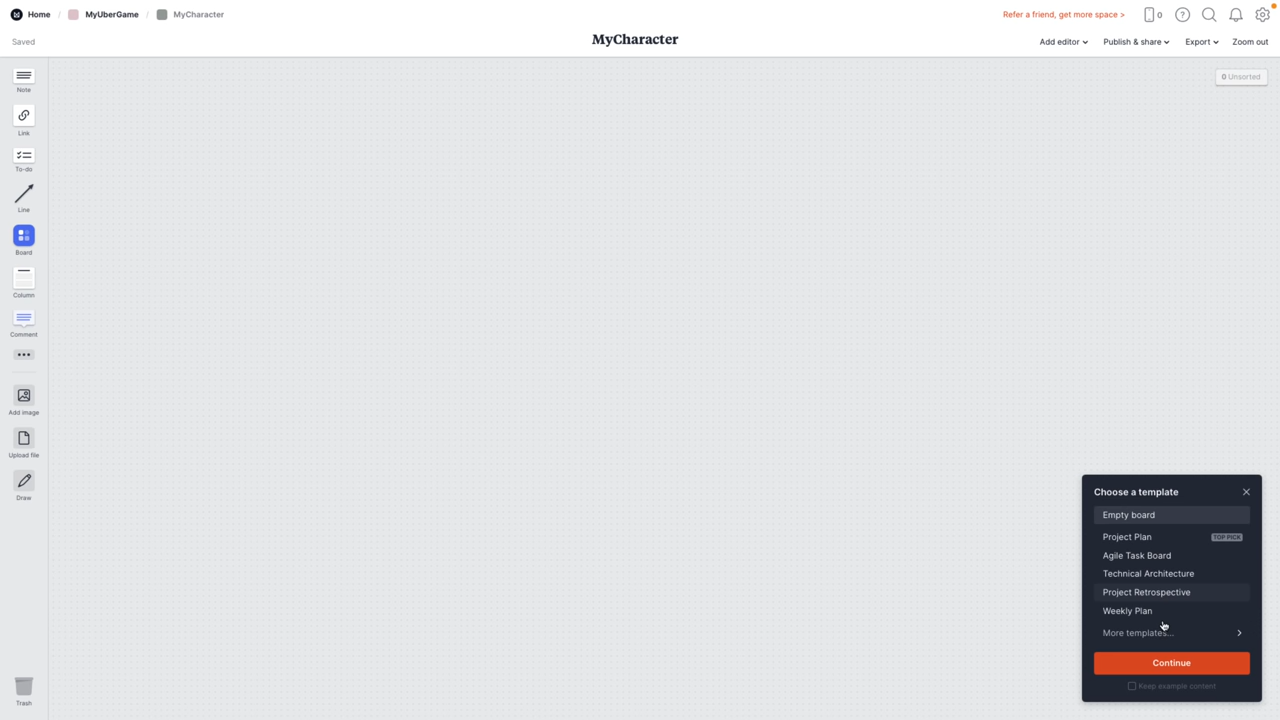 Home / MyUberGame / MyCharacter
Refer a friend, get more space >
0
Saved
MyCharacter
Add editor
Publish & share
Export
Zoom out
0 Unsorted
Note
Link
To-do
Line
Board
Column
Comment
Add image
Upload file
Draw
Trash
Choose a template
Empty board
Project Plan TOP PICK
Agile Task Board
Technical Architecture
Project Retrospective
Weekly Plan
More templates...
Continue
Keep example content